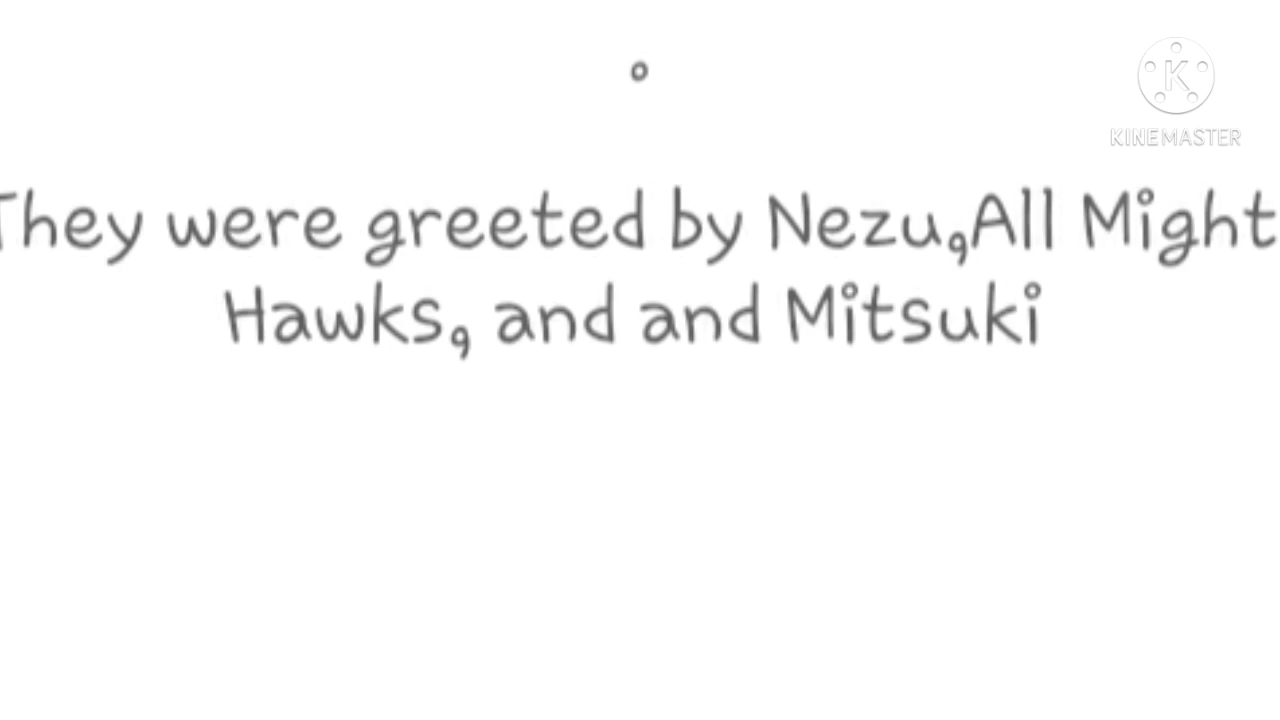 °
They were greeted by Nezu,All Might
Hawks, and and Mitsuki
K
KINEMASTER